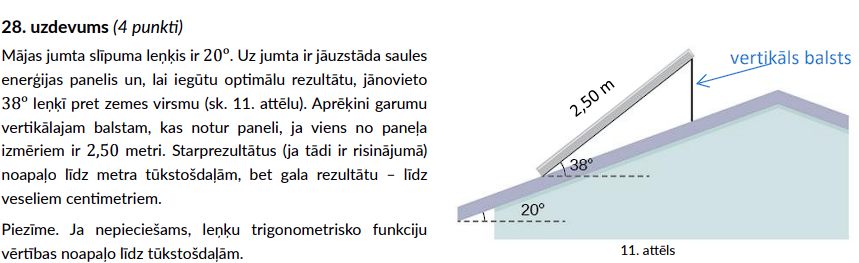 28. uzdevums (4 punkti)
Mājas jumta slīpuma leņķis ir 20°. Uz jumta ir jāuzstāda saules
enerģijas panelis un, lai iegūtu optimālu rezultātu, jānovieto
38° leņķī pret zemes virsmu (sk. 11. attēlu). Aprēķini garumu
vertikālajam balstam, kas notur paneli, ja viens no paneļa
izmēriem ir 2,50 metri. Starprezultātus (ja tādi ir risinājumā)
noapaļo līdz metra tūkstošdaļām, bet gala rezultātu – līdz
veseliem centimetriem.
Piezīme. Ja nepieciešams, leņķu trigonometrisko funkciju
vērtības noapaļo līdz tūkstošdaļām.
vertikāls balsts
2,50 m
38°
20°
11. attēls